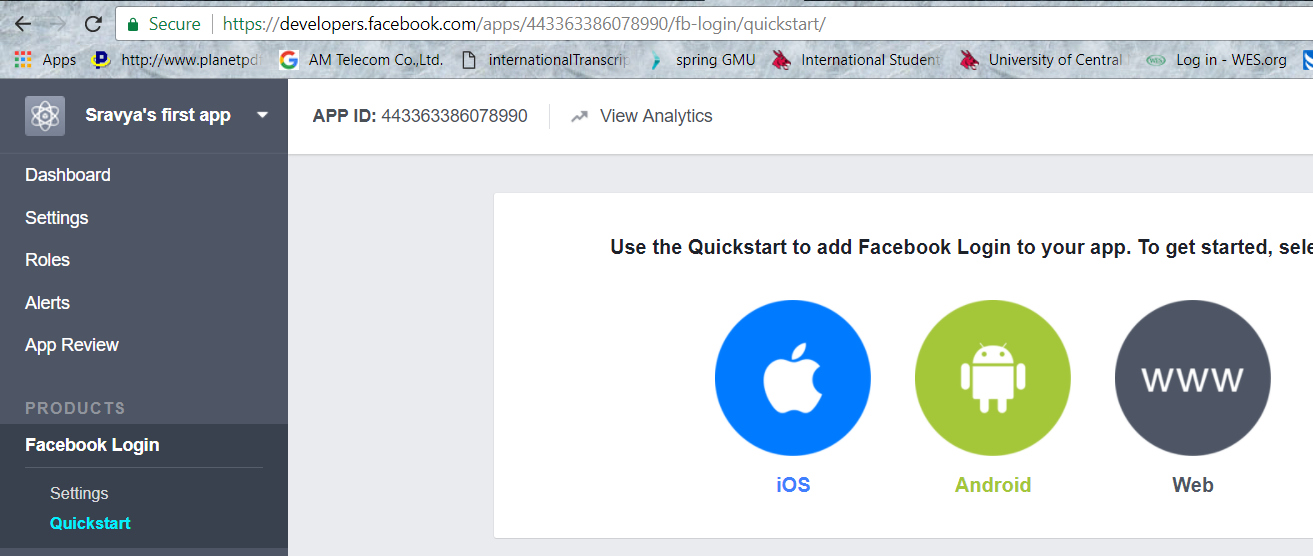 Secure https://developers.facebook.com/apps/443363386078990/fb-login/quickstart/
Apps http://www.planetpd AM Telecom Co.,Ltd. internationalTranscrip spring GMU International Student University of Central WES Log in - WES.org
Sravya's first app APP ID: 443363386078990 View Analytics
Dashboard
Settings
Roles
Alerts
App Review
PRODUCTS
Facebook Login
Settings
Quickstart
Use the Quickstart to add Facebook Login to your app. To get started, sele
www
iOS Android Web